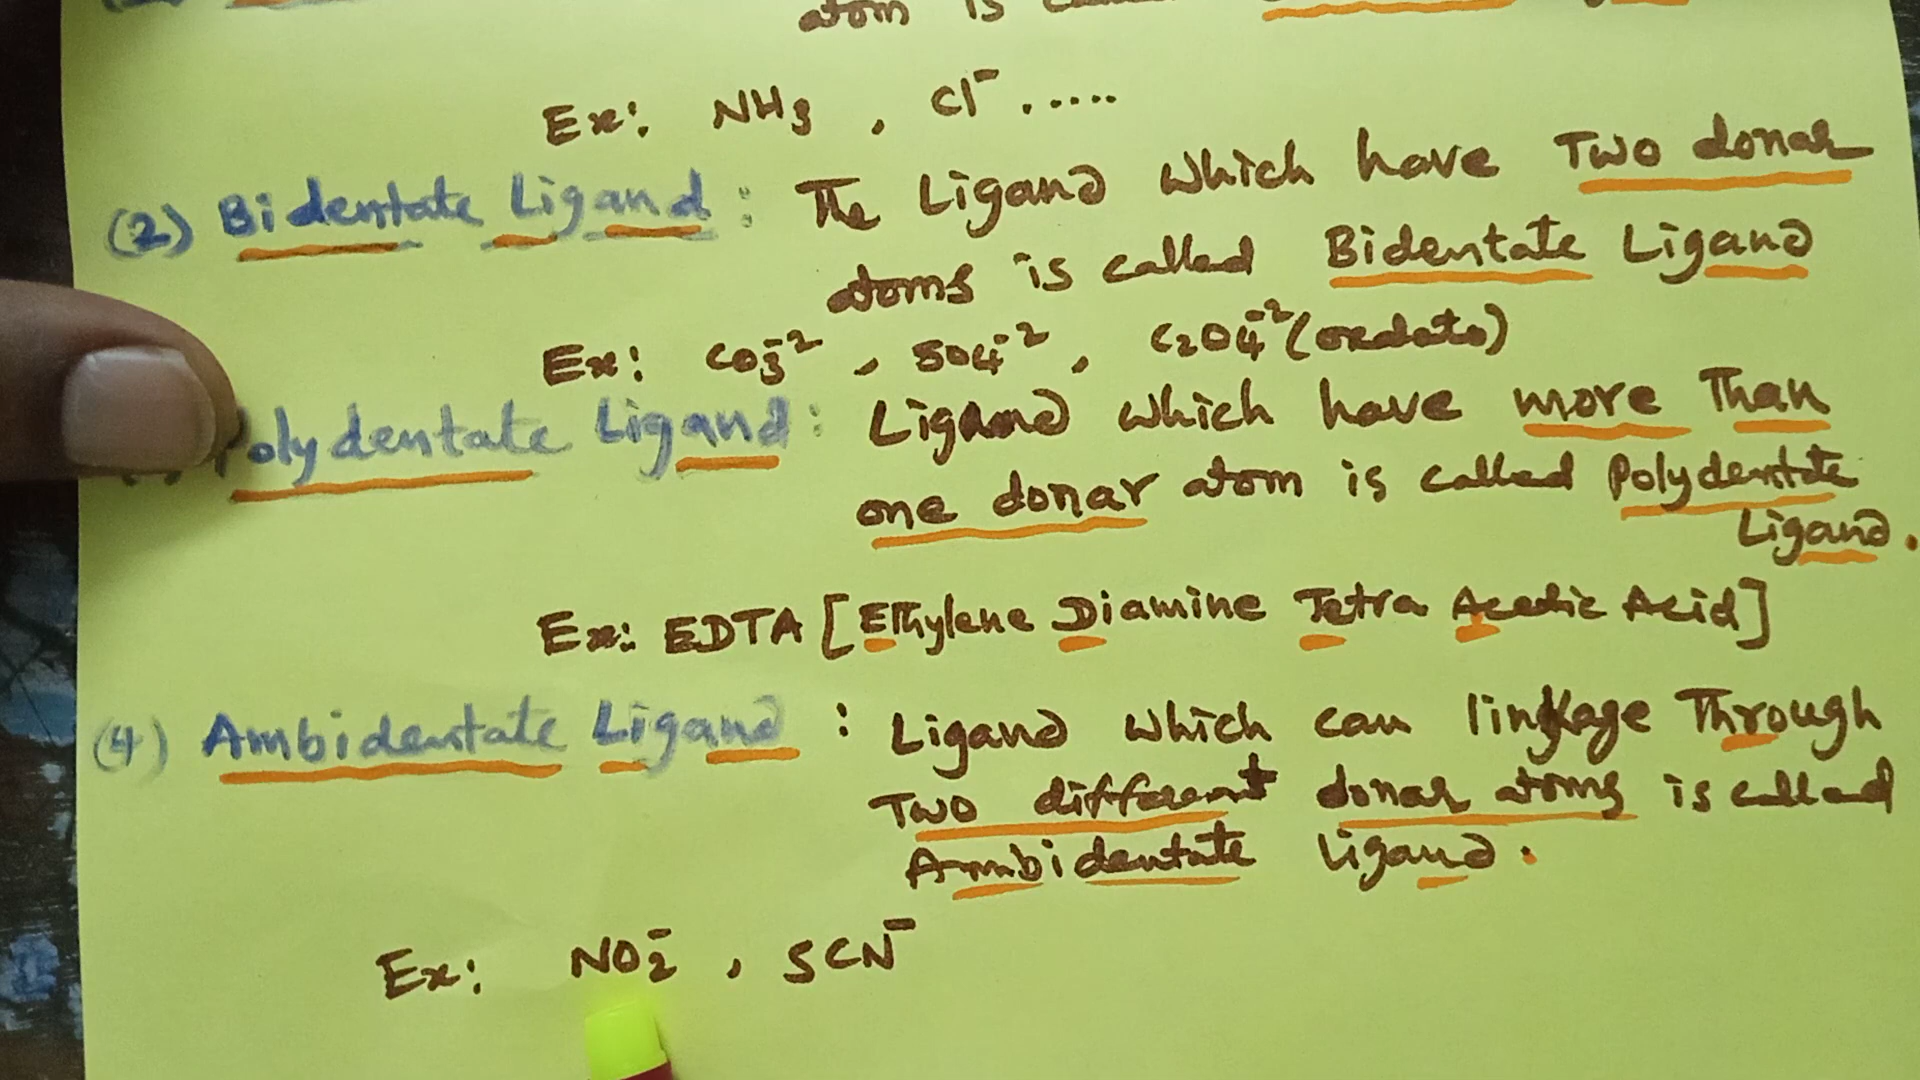 atom is
Ex: NH3 , Cl⁻ .....
(2) Bidentate Ligand : The Ligand which have Two donar
atoms is called Bidentate Ligand
Ex: CO3⁻² , SO4⁻² , C2O4⁻² (oxalato)
Polydentate Ligand : Ligand which have more Than
one donar atom is called Polydentate
Ligand.
Ex: EDTA [Ethylene Diamine Tetra Acetic Acid]
(4) Ambidentate Ligand : Ligand which can linkage Through
Two different donar atoms is called
Ambidentate Ligand.
Ex: NO2⁻ , SCN⁻